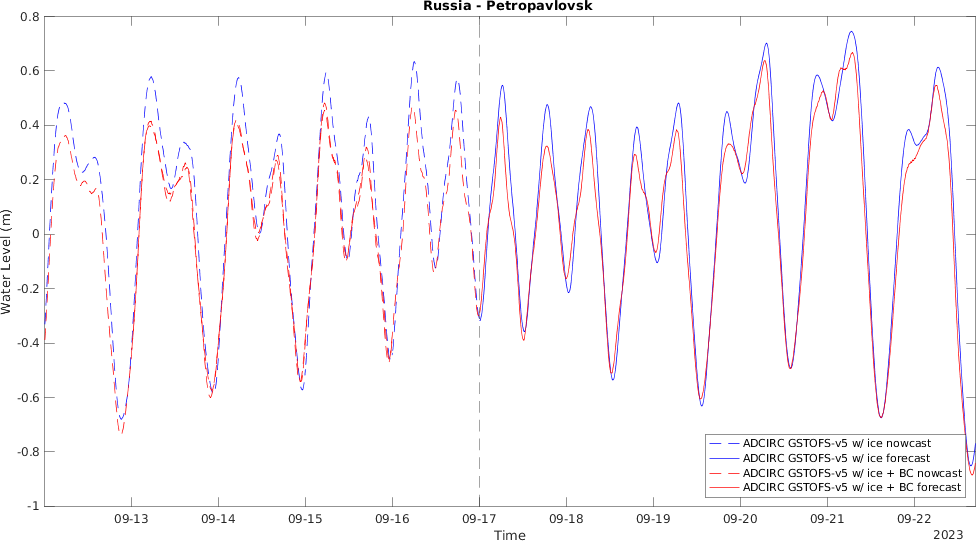 Russia - Petropavlovsk
0.8
0.6
0.4
0.2
0
-0.2
-0.4
-0.6
-0.8
-1
Water Level (m)
ADCIRC GSTOFS-v5 w/ ice nowcast
ADCIRC GSTOFS-v5 w/ ice forecast
ADCIRC GSTOFS-v5 w/ ice + BC nowcast
ADCIRC GSTOFS-v5 w/ ice + BC forecast
09-13 09-14 09-15 09-16 09-17 09-18 09-19 09-20 09-21 09-22
Time
2023